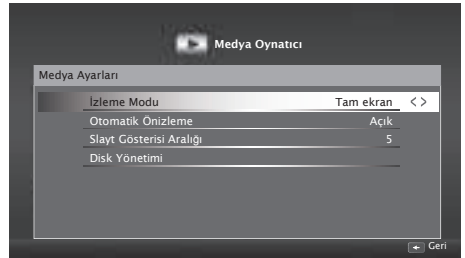 Medya Oynatıcı
Medya Ayarları
İzleme Modu Tam ekran < >
Otomatik Önizleme Açık
Slayt Gösterisi Aralığı 5
Disk Yönetimi
Geri